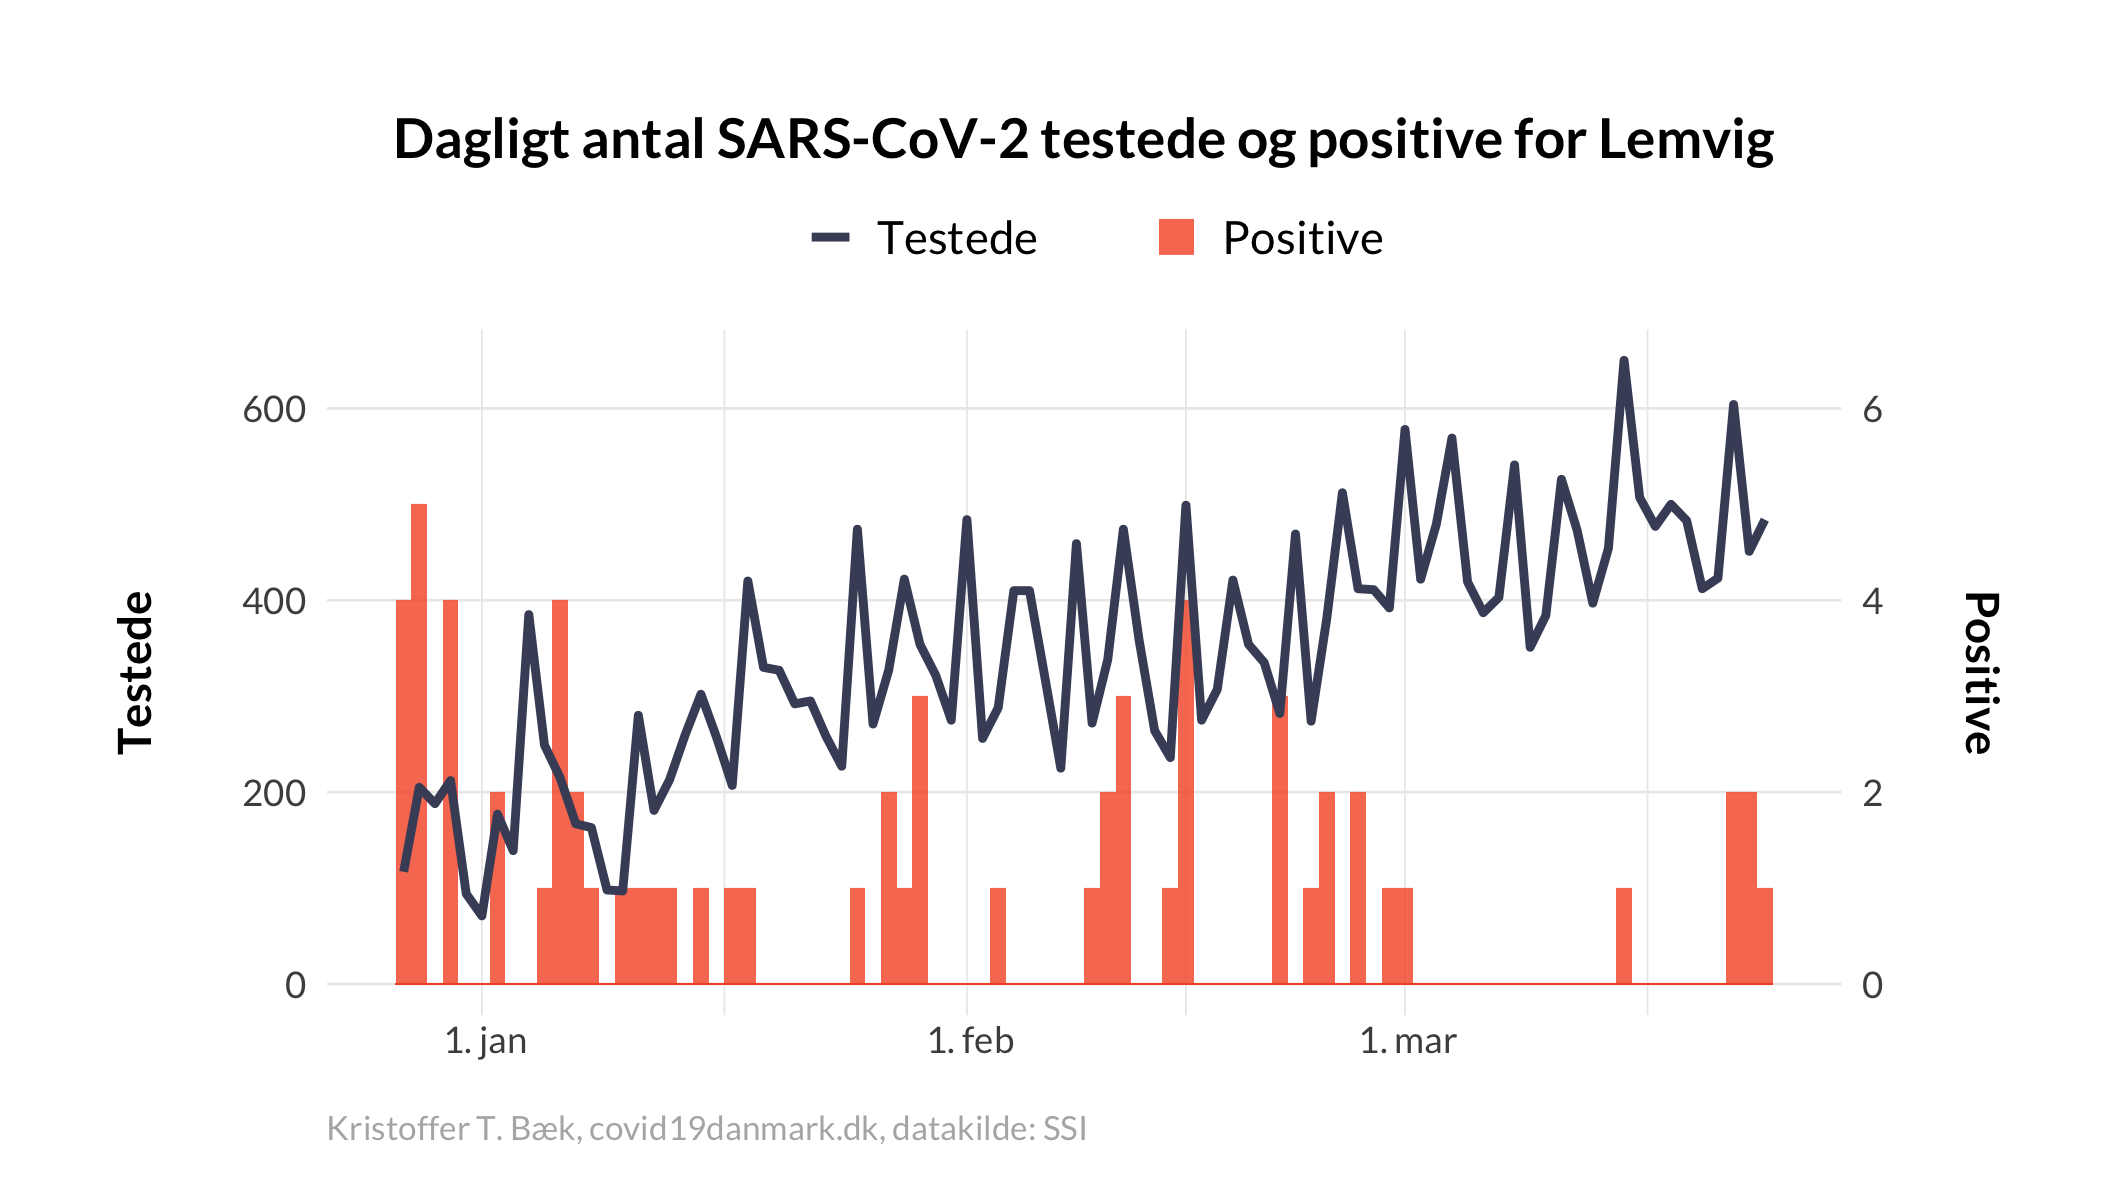 Dagligt antal SARS-CoV-2 testede og positive for Lemvig
Testede Positive
600 6
400 4
200 2
0 0
Testede
Positive
1. jan 1. feb 1. mar
Kristoffer T. Bæk, covid19danmark.dk, datakilde: SSI